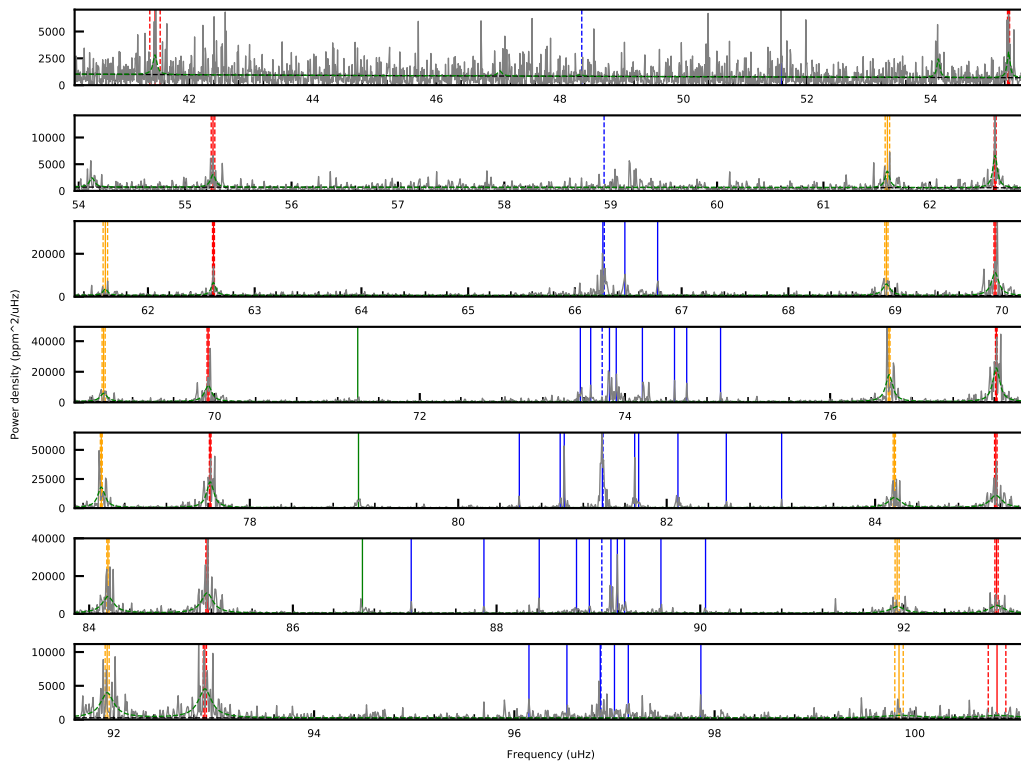 5000
2500
0
42 44 46 48 50 52 54
10000
5000
0
54 55 56 57 58 59 60 61 62
20000
0
62 63 64 65 66 67 68 69 70
40000
20000
0
70 72 74 76
50000
25000
0
78 80 82 84
40000
20000
0
84 86 88 90 92
10000
5000
0
92 94 96 98 100
Power density (ppm^2/uHz)
Frequency (uHz)